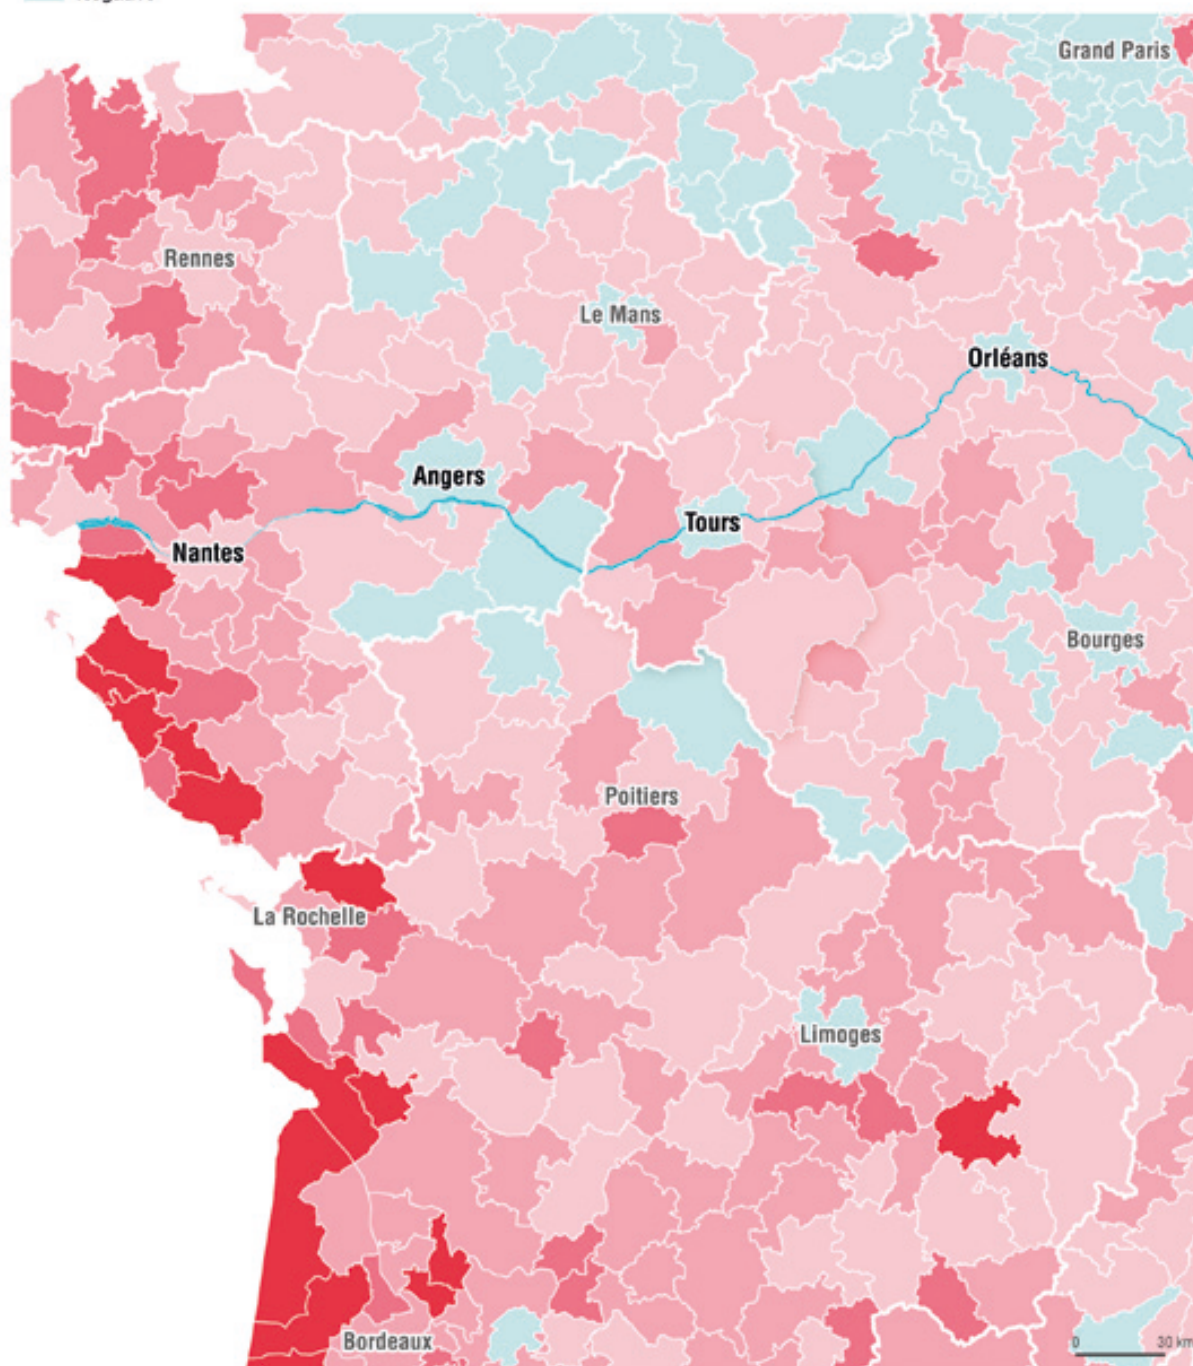 Grand Paris
Rennes
Le Mans
Orléans
Angers
Tours
Nantes
Bourges
Poitiers
La Rochelle
Limoges
Bordeaux
0 30 km